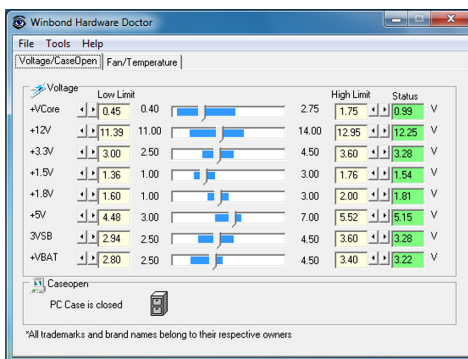 Winbond Hardware Doctor
File Tools Help
Voltage/CaseOpen Fan/Temperature
Voltage Low Limit High Limit Status
+VCore 0.45 0.40 2.75 1.75 0.99 V
+12V 11.39 11.00 14.00 12.95 12.25 V
+3.3V 3.00 2.50 4.50 3.60 3.28 V
+1.5V 1.36 1.00 3.00 1.76 1.54 V
+1.8V 1.60 1.00 3.00 2.00 1.81 V
+5V 4.48 3.00 7.00 5.52 5.15 V
3VSB 2.94 2.50 4.50 3.60 3.28 V
+VBAT 2.80 2.50 4.50 3.40 3.22 V
Caseopen
PC Case is closed
*All trademarks and brand names belong to their respective owners